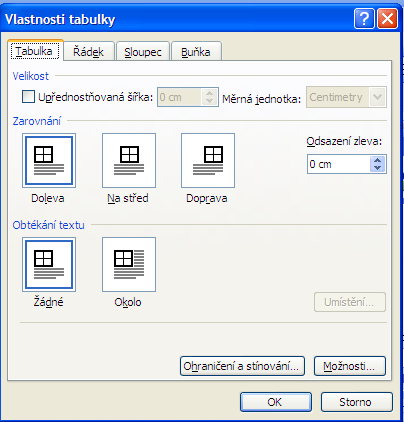 Vlastnosti tabulky
Tabulka Řádek Sloupec Buňka
Velikost
Upřednostňovaná šířka: 0 cm Měrná jednotka: Centimetry
Zarovnání
Odsazení zleva:
0 cm
Doleva Na střed Doprava
Obtékání textu
Žádné Okolo
Umístění...
Ohraničení a stínování... Možnosti...
OK Storno